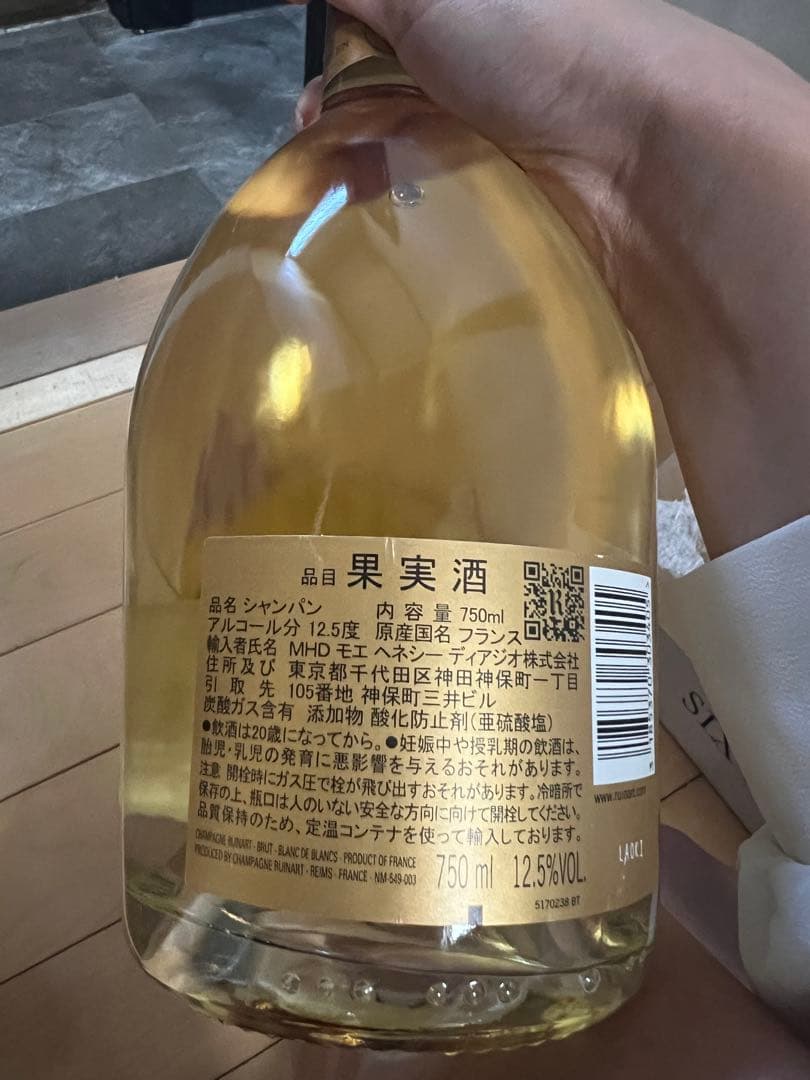 品目 果実酒
品名 シャンパン 内容量 750ml
アルコール分 12.5度 原産国名 フランス
輸入者氏名 MHD モエ ヘネシー ディアジオ株式会社
住所及び 東京都千代田区神田神保町一丁目
引取先 105番地 神保町三井ビル
炭酸ガス含有 添加物 酸化防止剤(亜硫酸塩)
●飲酒は20歳になってから。●妊娠中や授乳期の飲酒は、
胎児・乳児の発育に悪影響を与えるおそれがあります。
注意 開栓時にガス圧で栓が飛び出すおそれがあります。冷暗所で
保存の上、瓶口は人のいない安全な方向に向けて開栓してください。
品質保持のため、定温コンテナを使って輸入しております。
CHAMPAGNE RUINART - BRUT - BLANC DE BLANCS - PRODUCT OF FRANCE
PRODUCED BY CHAMPAGNE RUINART - REIMS - FRANCE - NM-549-003
750 ml 12.5%VOL.
5170238 BT
www.ruinart.com
SIX